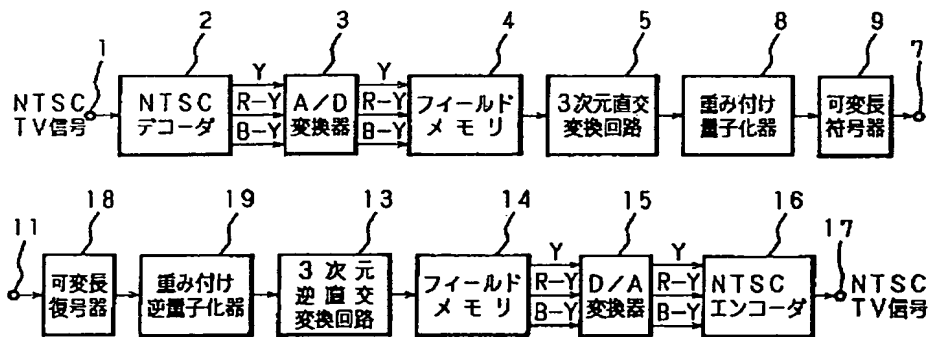 1
2
3
4
5
8
9
7
NTSC
TV信号
NTSC
デコーダ
Y
R-Y
B-Y
A/D
変換器
Y
R-Y
B-Y
フィールド
メモリ
3次元直交
変換回路
重み付け
量子化器
可変長
符号器
11
18
19
13
14
15
16
17
可変長
復号器
重み付け
逆量子化器
3次元
逆直交
変換回路
フィールド
メモリ
Y
R-Y
B-Y
D/A
変換器
Y
R-Y
B-Y
NTSC
エンコーダ
NTSC
TV信号